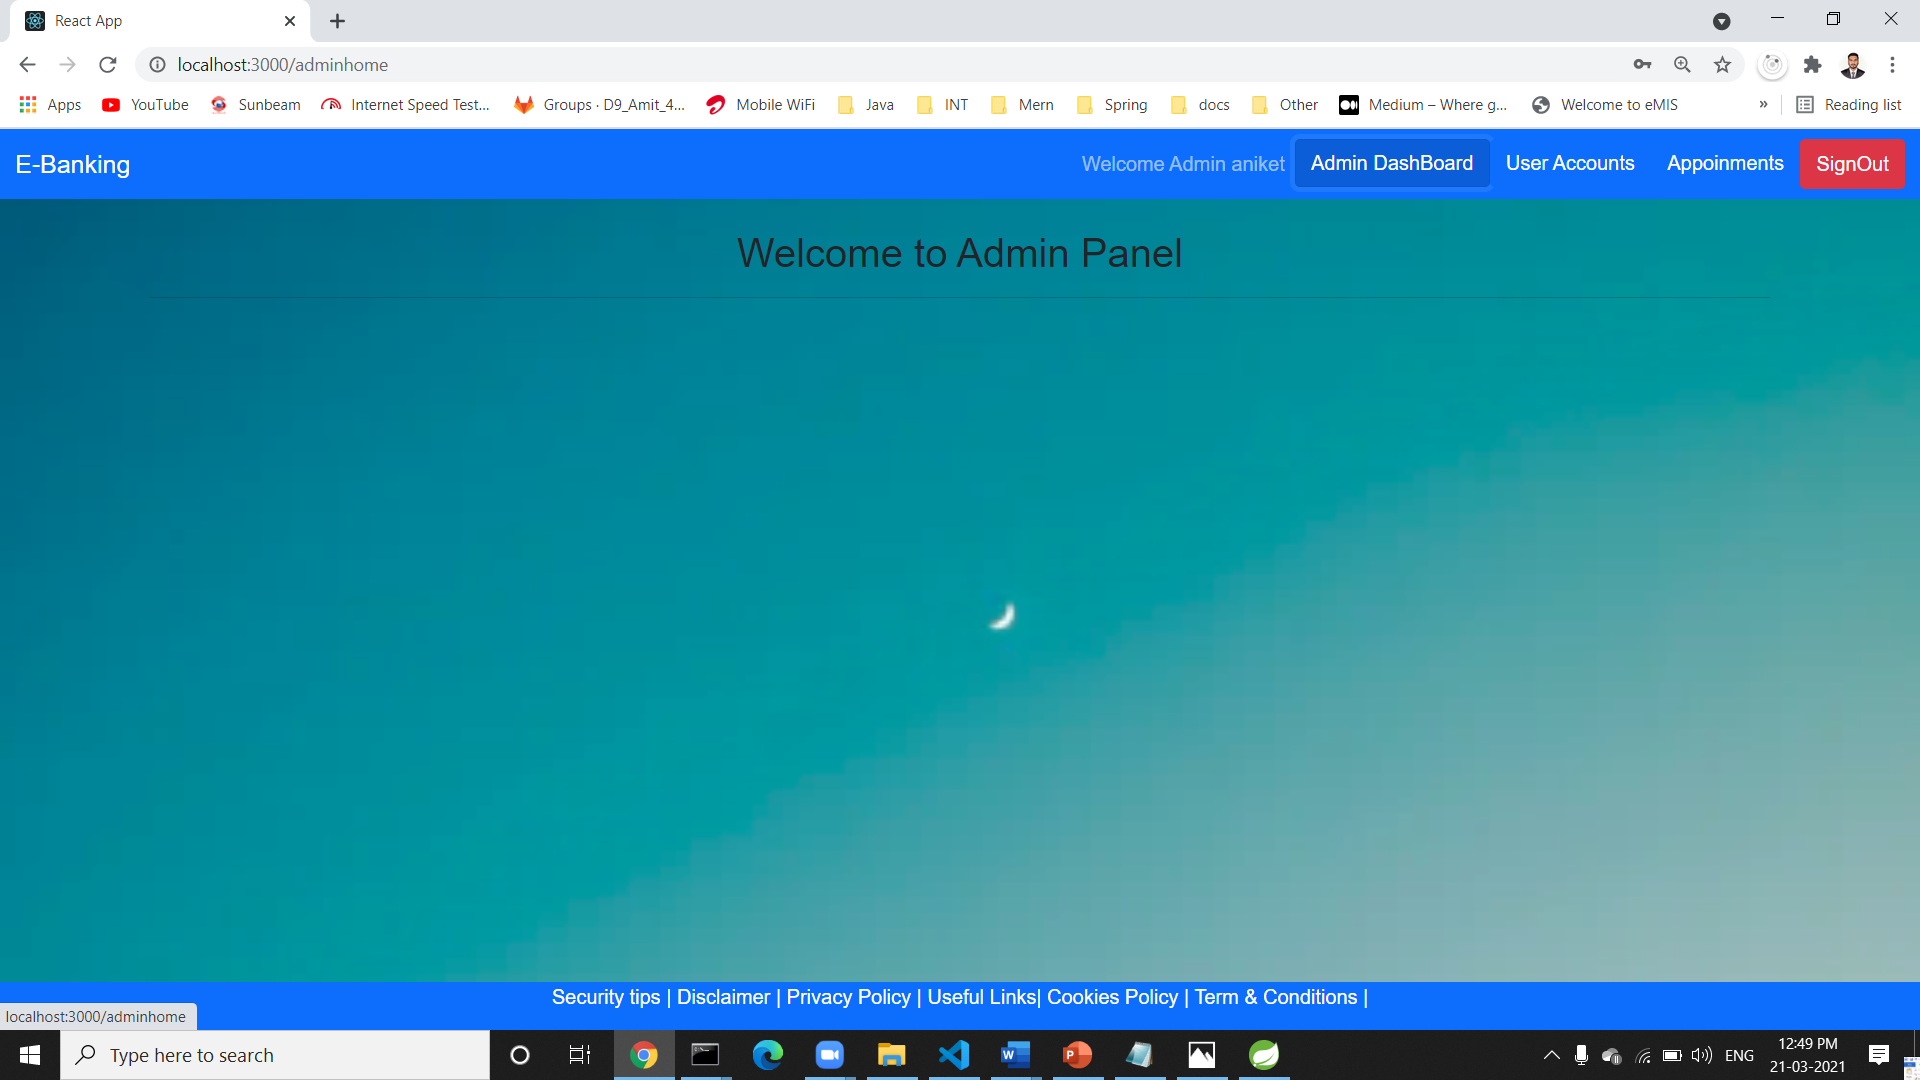 React App
localhost:3000/adminhome
Apps YouTube Sunbeam Internet Speed Test... Groups · D9_Amit_4... Mobile WiFi Java INT Mern Spring docs Other Medium – Where g... Welcome to eMIS » Reading list
E-Banking Welcome Admin aniket Admin DashBoard User Accounts Appoinments SignOut
Welcome to Admin Panel
Security tips | Disclaimer | Privacy Policy | Useful Links| Cookies Policy | Term & Conditions |
localhost:3000/adminhome
Type here to search
ENG
12:49 PM
21-03-2021